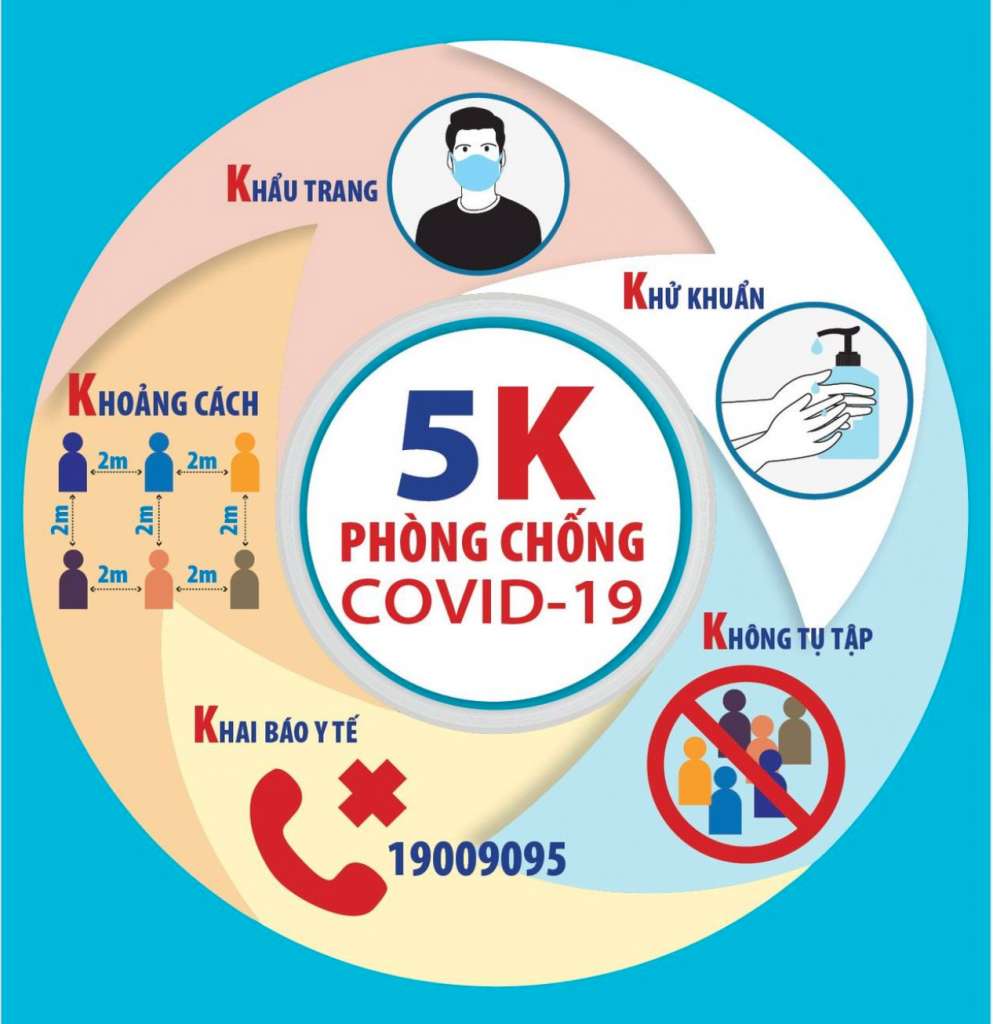 KHẨU TRANG
KHỬ KHUẨN
KHOẢNG CÁCH
2m 2m
2m 2m 2m
2m 2m
5K
PHÒNG CHỐNG
COVID-19
KHÔNG TỤ TẬP
KHAI BÁO Y TẾ
19009095